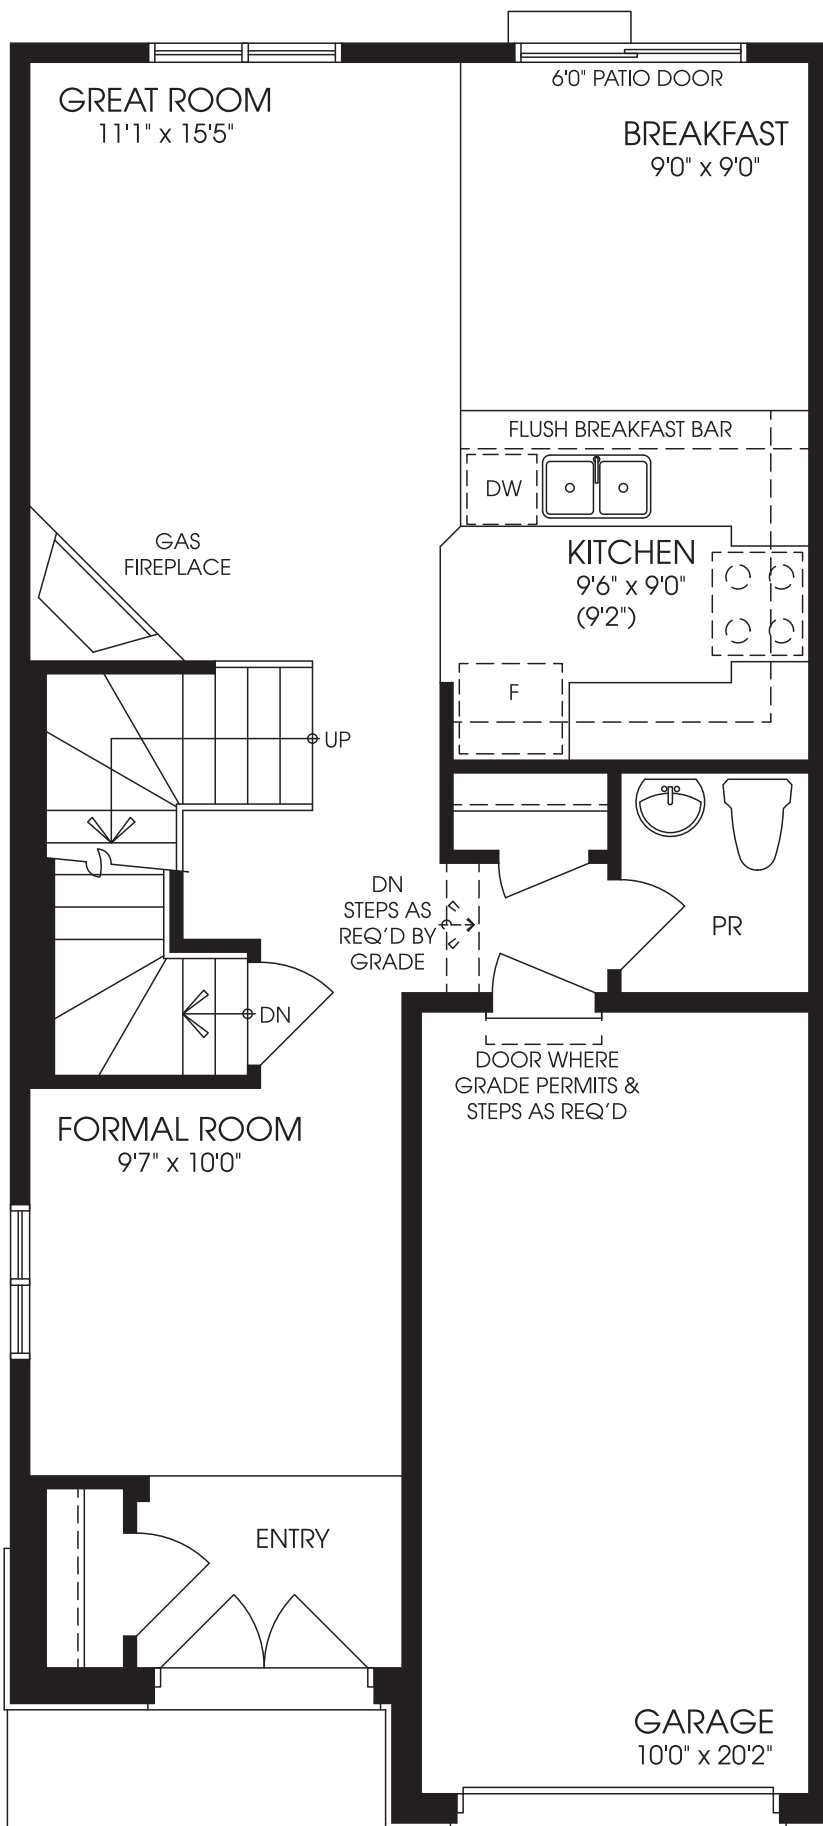 6'0" PATIO DOOR
GREAT ROOM
11'1" x 15'5"
BREAKFAST
9'0" x 9'0"
FLUSH BREAKFAST BAR
DW
GAS
FIREPLACE
KITCHEN
9'6" x 9'0"
(9'2")
F
UP
DN
STEPS AS
REQ'D BY
GRADE
PR
DN
DOOR WHERE
GRADE PERMITS &
STEPS AS REQ'D
FORMAL ROOM
9'7" x 10'0"
ENTRY
GARAGE
10'0" x 20'2"